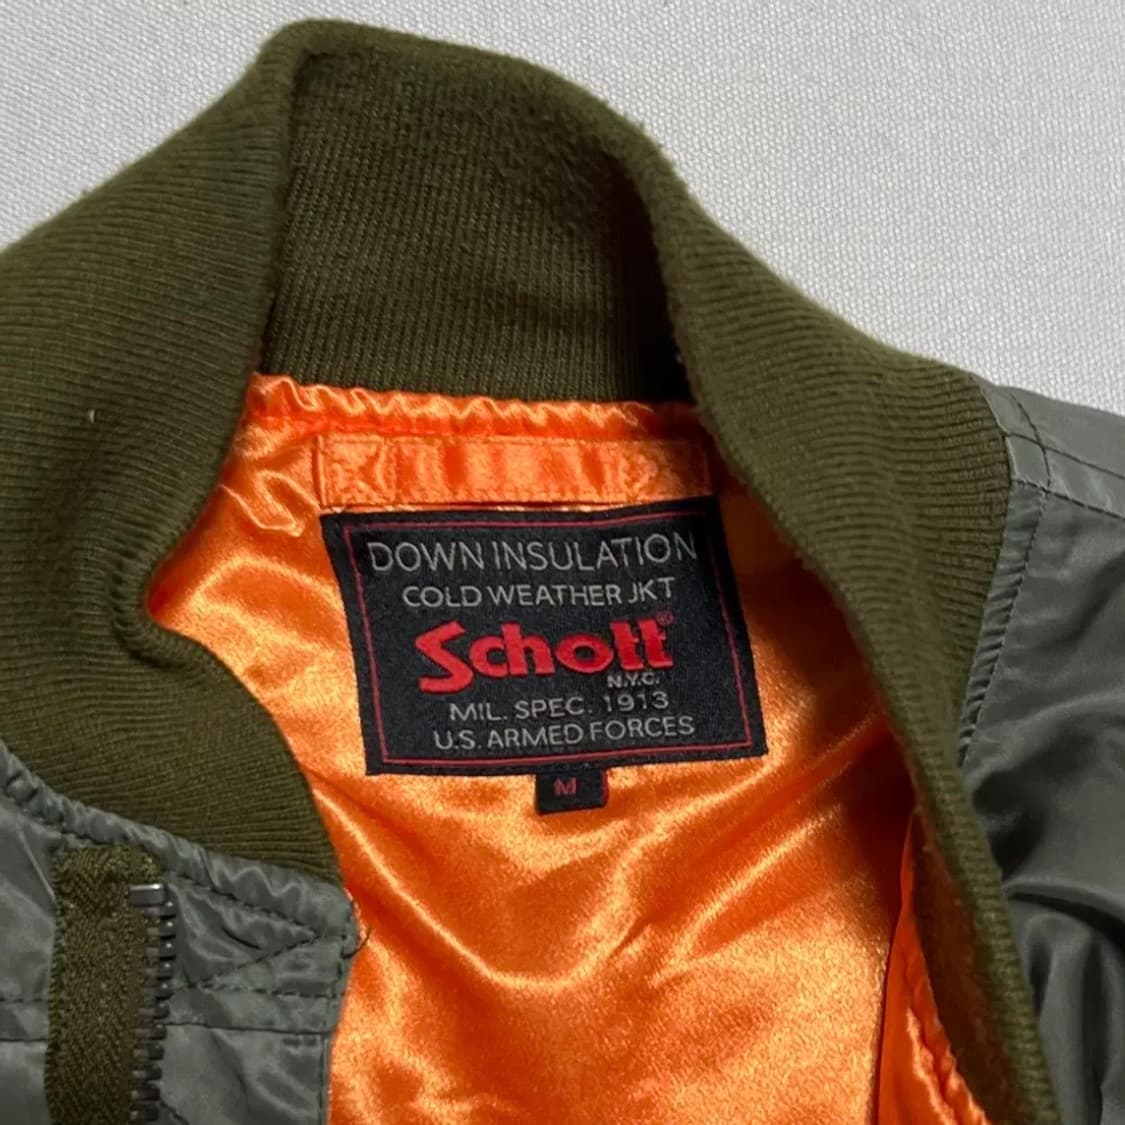 DOWN INSULATION
COLD WEATHER JKT
Schott®
N.Y.C.
MIL. SPEC. 1913
U.S. ARMED FORCES
M